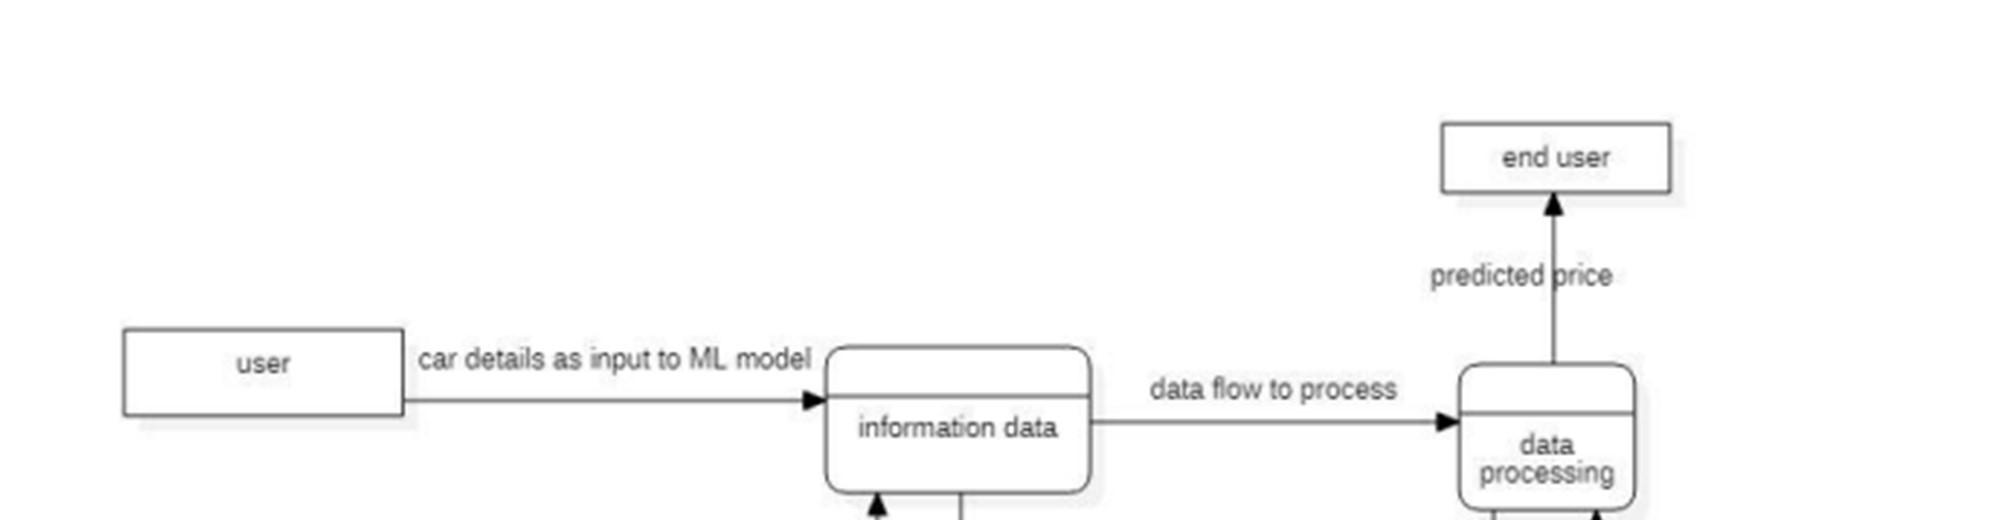 end user
predicted price
user
car details as input to ML model
data flow to process
information data
data
processing